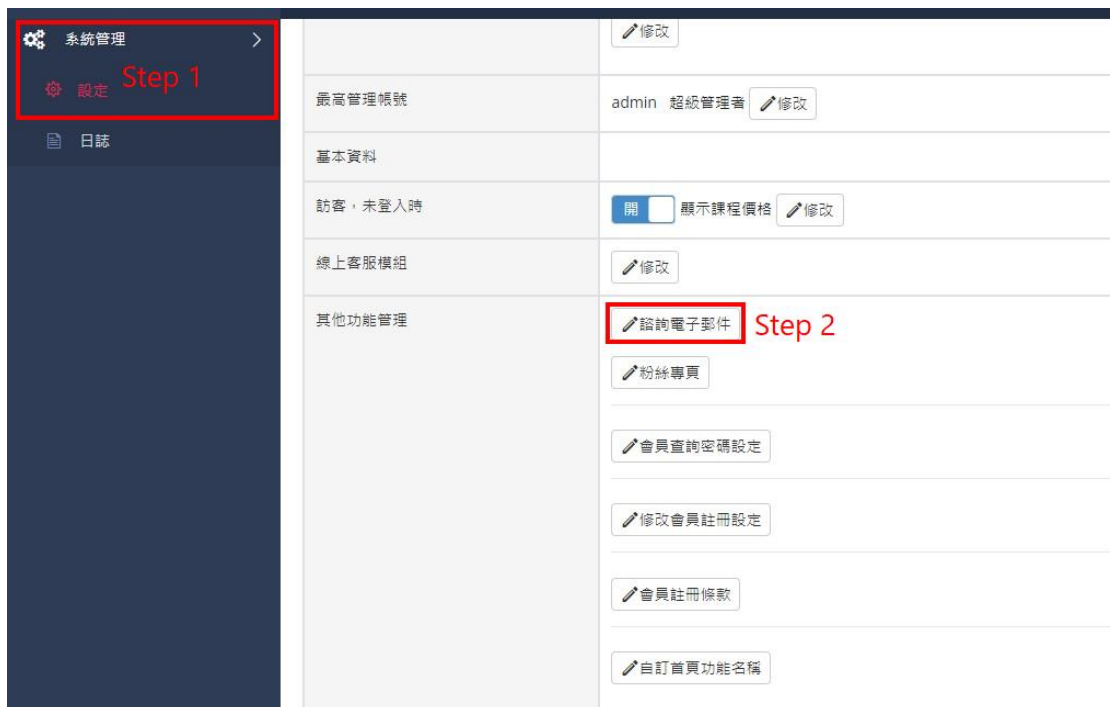 系統管理
設定
Step 1
日誌
修改
最高管理帳號
admin 超級管理者 修改
基本資料
訪客，未登入時
開 顯示課程價格 修改
線上客服模組
修改
其他功能管理
諮詢電子郵件 Step 2
粉絲專頁
會員查詢密碼設定
修改會員註冊設定
會員註冊條款
自訂首頁功能名稱